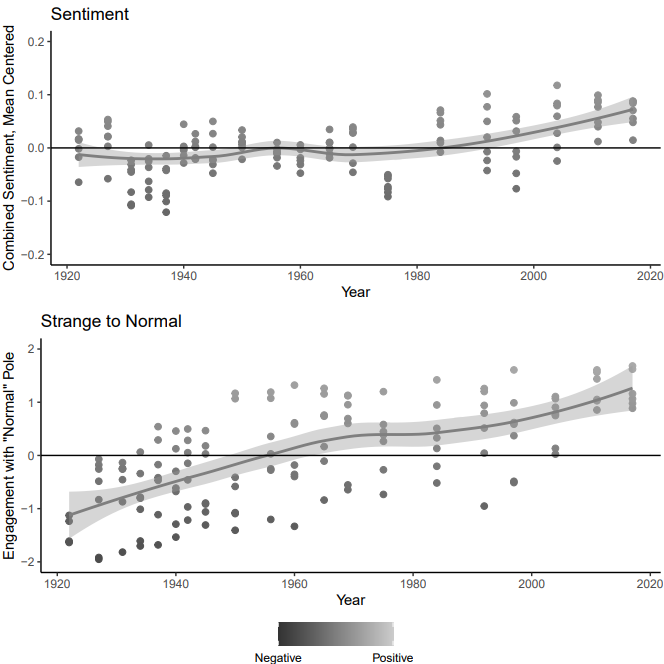 Sentiment
Combined Sentiment, Mean Centered
0.2
0.1
0.0
−0.1
−0.2
1920 1940 1960 1980 2000 2020
Year
Strange to Normal
Engagement with "Normal" Pole
2
1
0
−1
−2
1920 1940 1960 1980 2000 2020
Year
Negative Positive